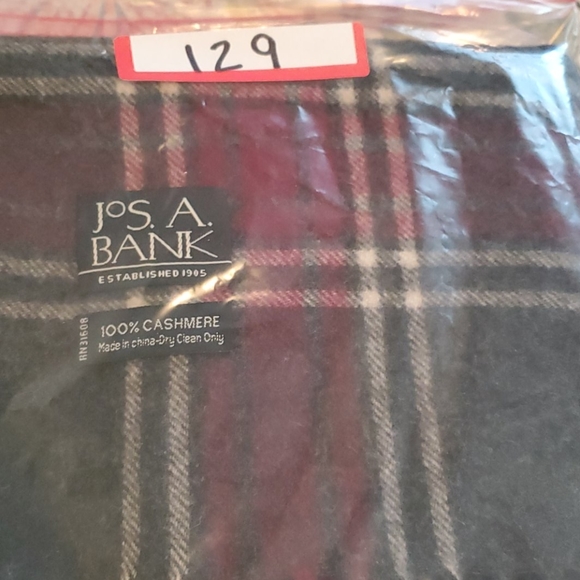 129
JoS. A.
BANK
ESTABLISHED 1905
100% CASHMERE
Made in china-Dry Clean Only
RN31608